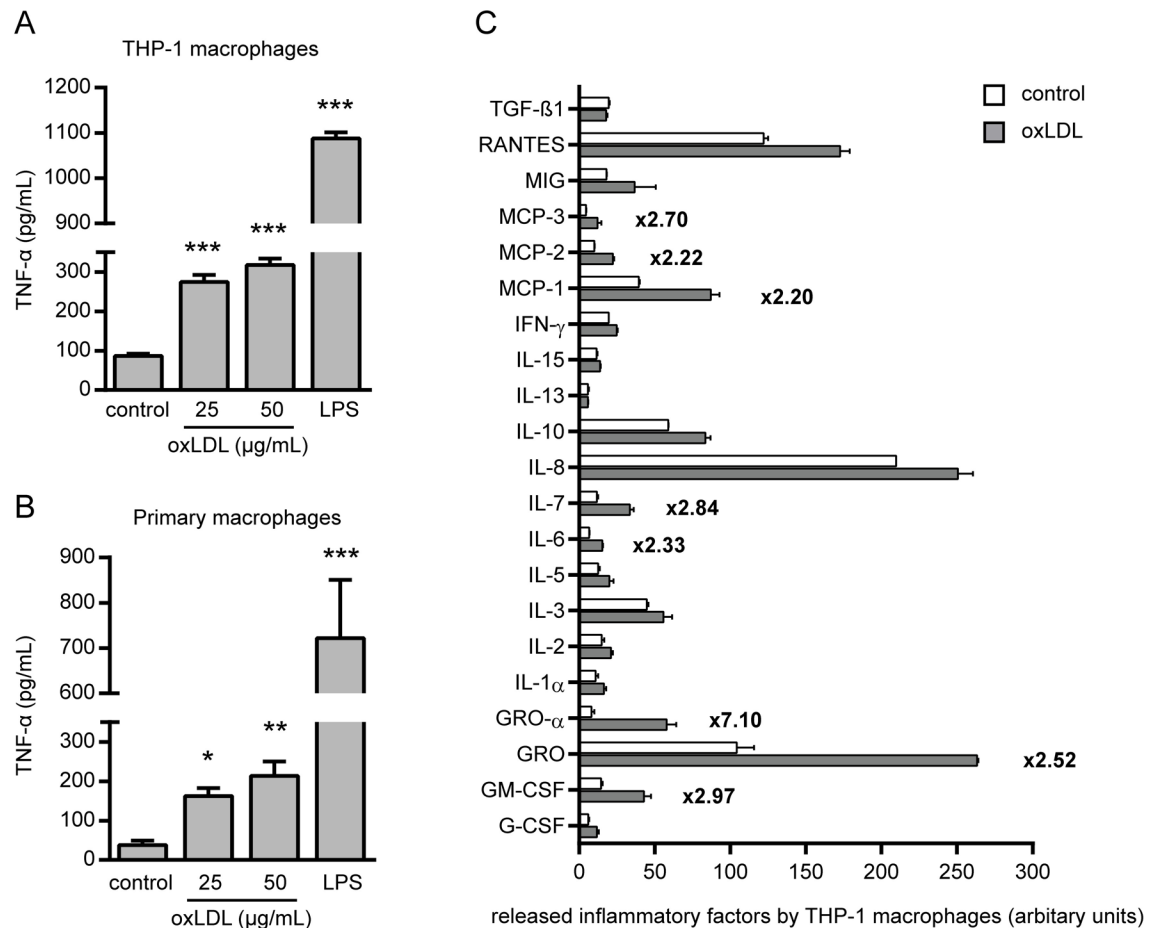 A
THP-1 macrophages
TNF-α (pg/mL)
1200
1100
1000
900
300
200
100
0
***
***
***
control 25 50 LPS
oxLDL (µg/mL)
B
Primary macrophages
TNF-α (pg/mL)
900
800
700
600
300
200
100
0
*
**
***
control 25 50 LPS
oxLDL (µg/mL)
C
control
oxLDL
TGF-ß1
RANTES
MIG
MCP-3 x2.70
MCP-2 x2.22
MCP-1 x2.20
IFN-γ
IL-15
IL-13
IL-10
IL-8
IL-7 x2.84
IL-6 x2.33
IL-5
IL-3
IL-2
IL-1α
GRO-α x7.10
GRO x2.52
GM-CSF x2.97
G-CSF
0 50 100 150 200 250 300
released inflammatory factors by THP-1 macrophages (arbitary units)